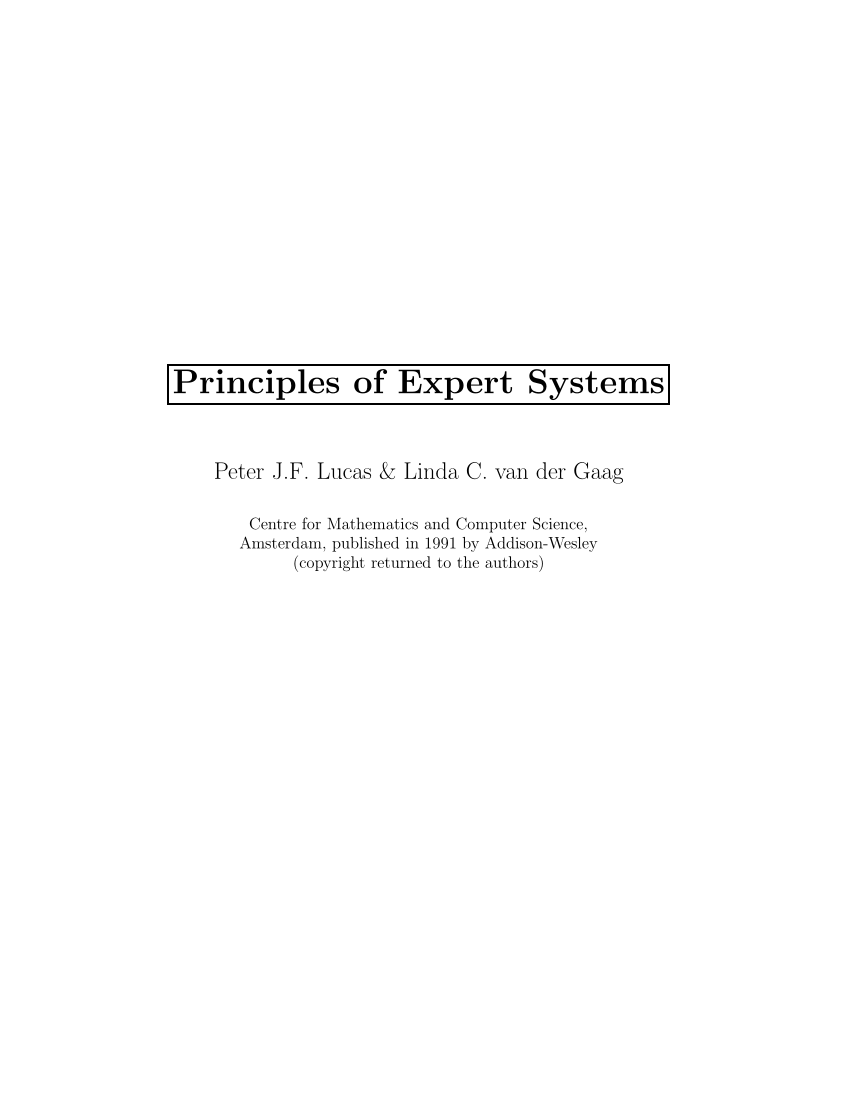 Principles of Expert Systems
Peter J.F. Lucas & Linda C. van der Gaag
Centre for Mathematics and Computer Science,
Amsterdam, published in 1991 by Addison-Wesley
(copyright returned to the authors)